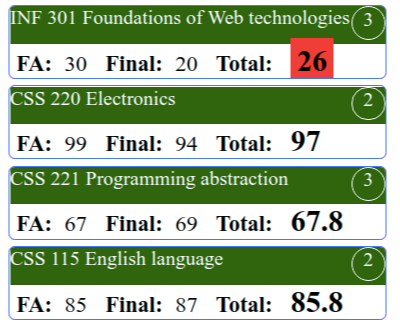 INF 301 Foundations of Web technologies 3
FA: 30 Final: 20 Total: 26
CSS 220 Electronics 2
FA: 99 Final: 94 Total: 97
CSS 221 Programming abstraction 3
FA: 67 Final: 69 Total: 67.8
CSS 115 English language 2
FA: 85 Final: 87 Total: 85.8